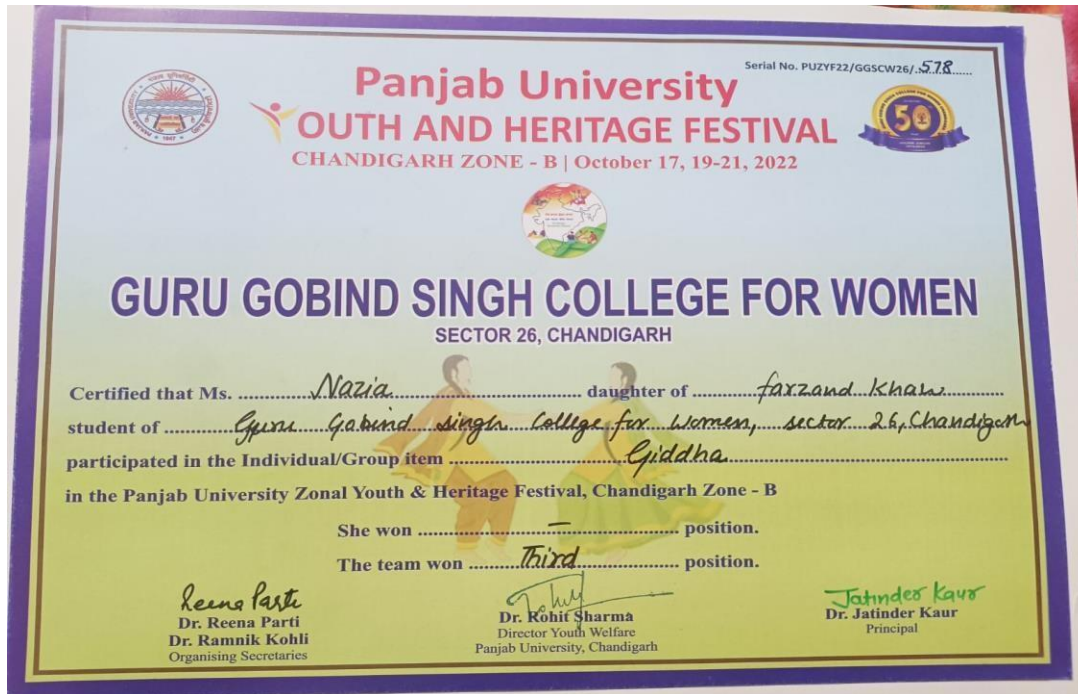 Serial No. PUZYF22/GGSCW26/.578......
Panjab University
YOUTH AND HERITAGE FESTIVAL
CHANDIGARH ZONE - B | October 17, 19-21, 2022
50
GURU GOBIND SINGH COLLEGE FOR WOMEN
SECTOR 26, CHANDIGARH
Certified that Ms. ............Nazia............ daughter of ............farzand Khan............
student of ............Guru Gobind singh College for Women, sector 26, Chandigarh
participated in the Individual/Group item ............Giddha............
in the Panjab University Zonal Youth & Heritage Festival, Chandigarh Zone - B
She won ............–............ position.
The team won .........Third............ position.
Reena Parti
Jatinder Kaur
Dr. Reena Parti
Dr. Rohit Sharma
Dr. Jatinder Kaur
Dr. Ramnik Kohli
Director Youth Welfare
Principal
Organising Secretaries
Panjab University, Chandigarh